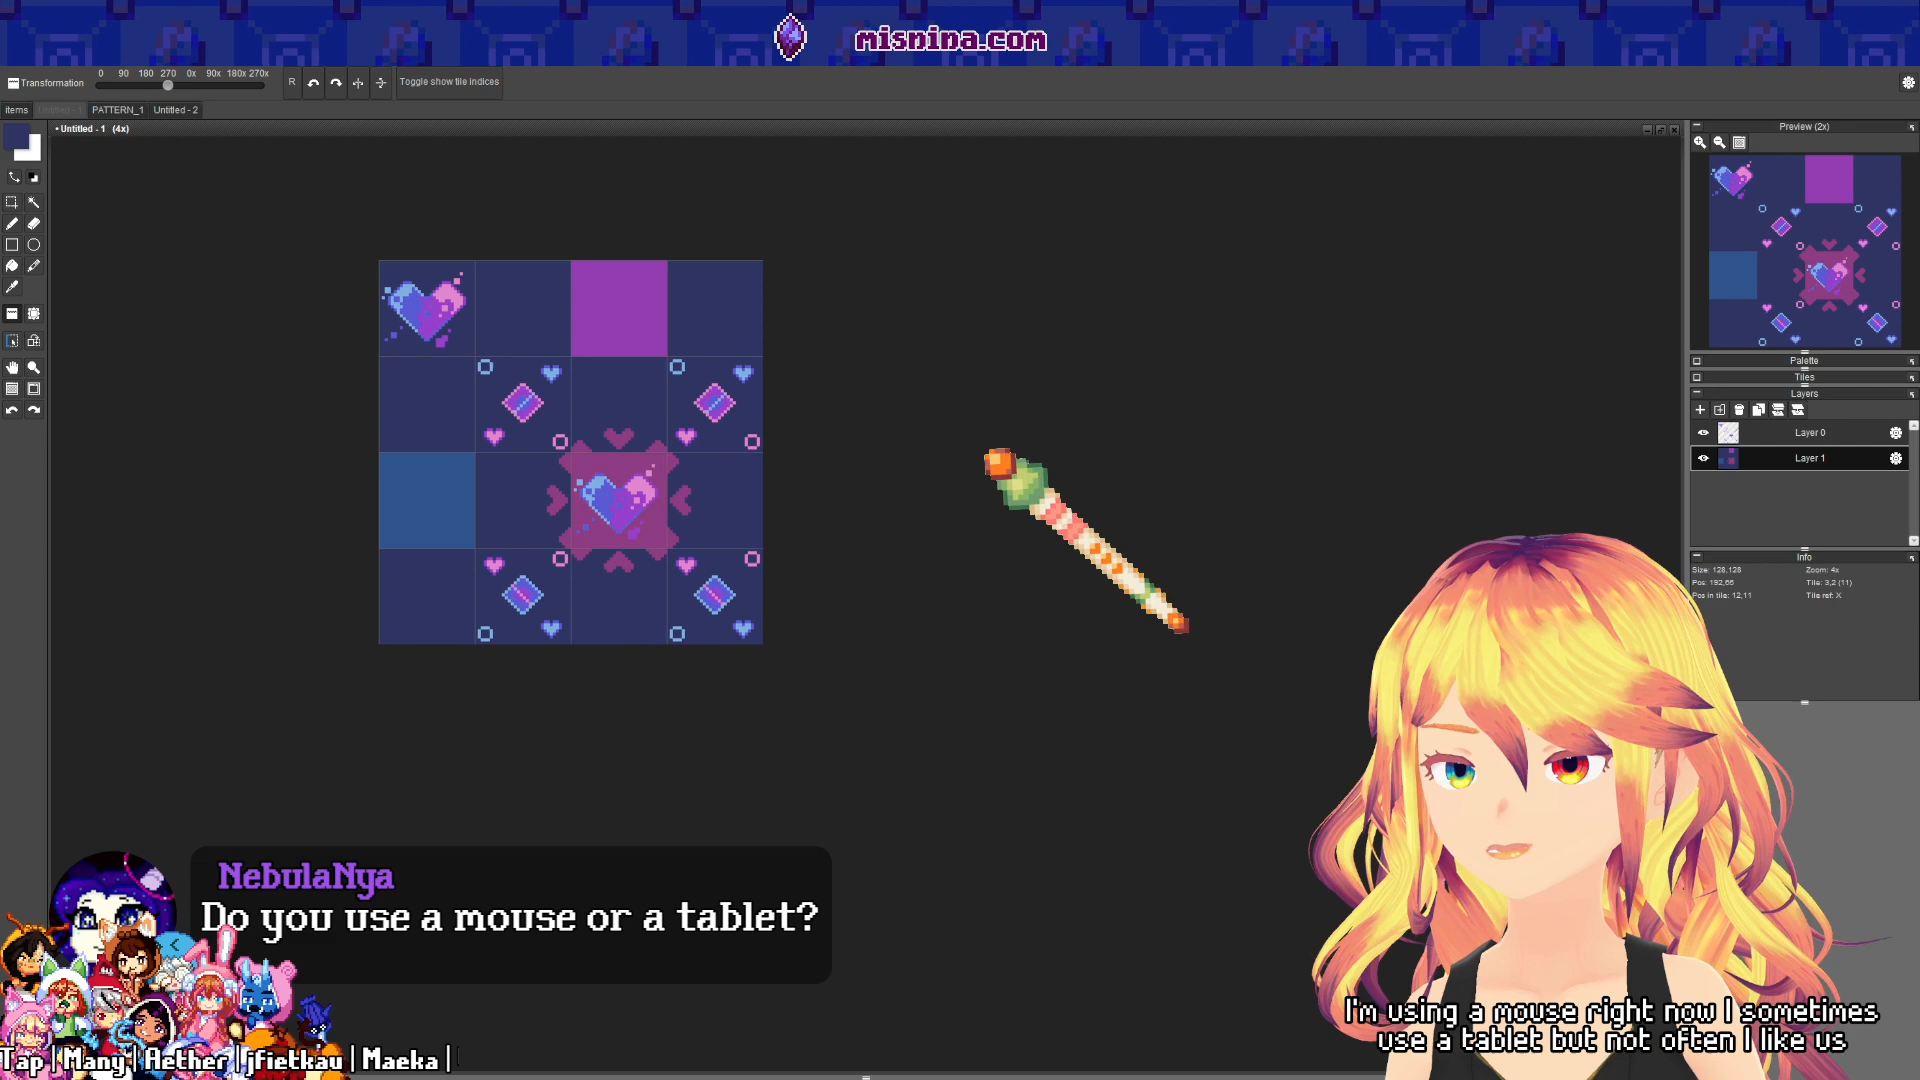 misnina.com
Transformation
0 90 180 270 0x 90x 180x 270x
R
Toggle show tile indices
items
Untitled - 1
PATTERN_1
Untitled - 2
• Untitled - 1 (4x)
Preview (2x)
Palette
Tiles
Layers
Layer 0
Layer 1
Info
Size: 128,128
Zoom: 4x
Pos: 192,66
Tile: 3,2 (11)
Pos in tile: 12,11
Tile ref: X
NebulaNya
Do you use a mouse or a tablet?
I'm using a mouse right now I sometimes
use a tablet but not often I like us
Tap | Many | Aether | jfietkau | Maeka |